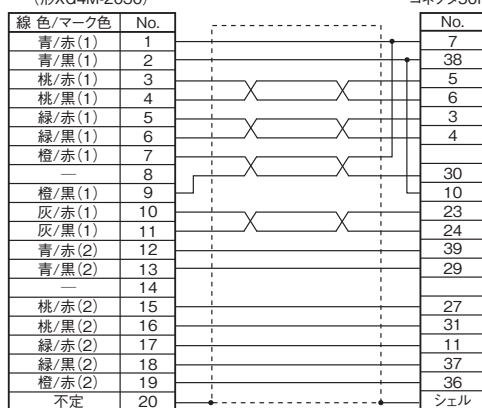 線 色/マーク色 No. No.
青/赤(1) 1 7
青/黒(1) 2 38
桃/赤(1) 3 5
桃/黒(1) 4 6
緑/赤(1) 5 3
緑/黒(1) 6 4
橙/赤(1) 7
— 8 30
橙/黒(1) 9 10
灰/赤(1) 10 23
灰/黒(1) 11 24
青/赤(2) 12 39
青/黒(2) 13 29
— 14
桃/赤(2) 15 27
桃/黒(2) 16 31
緑/赤(2) 17 11
緑/黒(2) 18 37
橙/赤(2) 19 36
不定 20 シェル